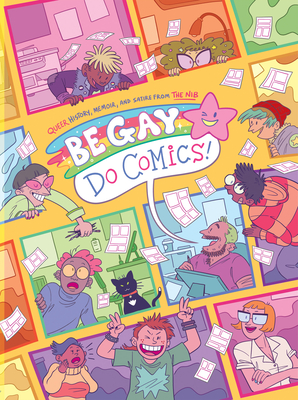 QUEER HISTORY, MEMOIR, AND SATIRE FROM THE NIB
BE GAY
DO COMICS!